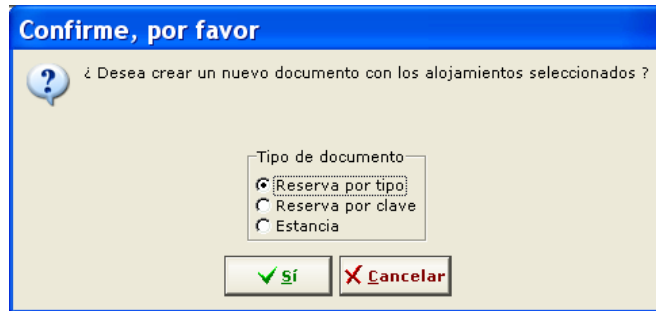 Confirme, por favor
¿ Desea crear un nuevo documento con los alojamientos seleccionados ?
Tipo de documento
Reserva por tipo
Reserva por clave
Estancia
Sí
Cancelar